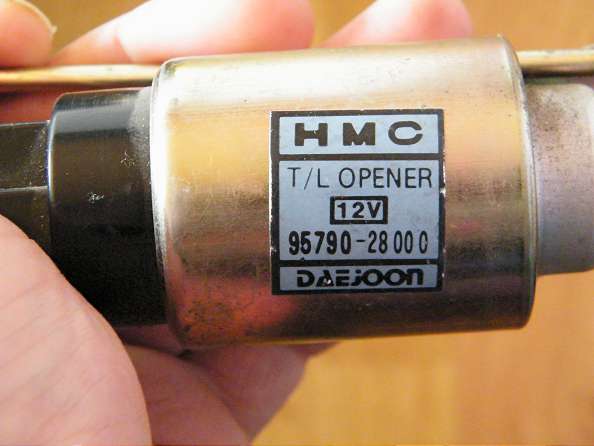 HMC
T/L OPENER
12V
95790-28000
DAEJOON